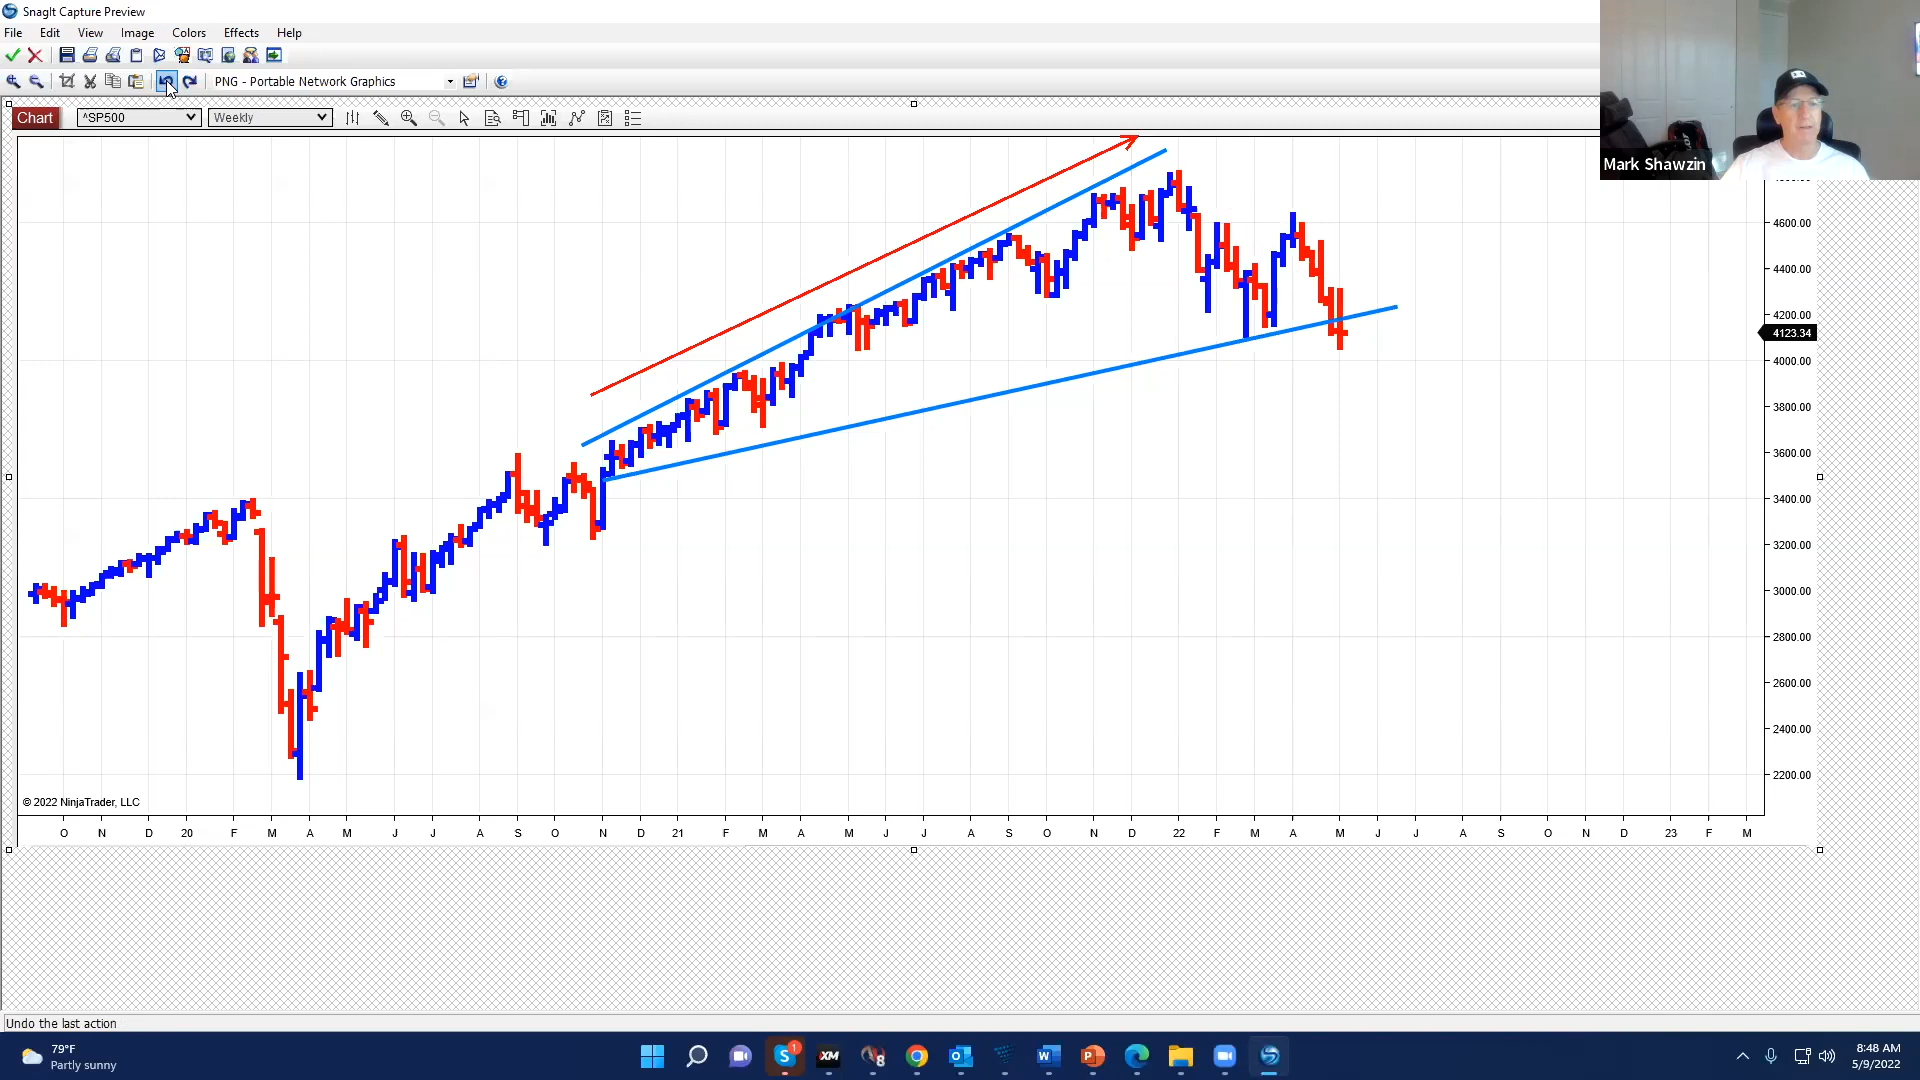 SnagIt Capture Preview
File Edit View Image Colors Effects Help
PNG - Portable Network Graphics
Chart ^SP500 Weekly
Mark Shawzin
4600.00
4400.00
4200.00
4123.34
4000.00
3800.00
3600.00
3400.00
3200.00
3000.00
2800.00
2600.00
2400.00
2200.00
© 2022 NinjaTrader, LLC
O N D 20 F M A M J J A S O N D 21 F M A M J J A S O N D 22 F M A M J J A S O N D 23 F M
Undo the last action
79°F
Partly sunny
8:48 AM
5/9/2022